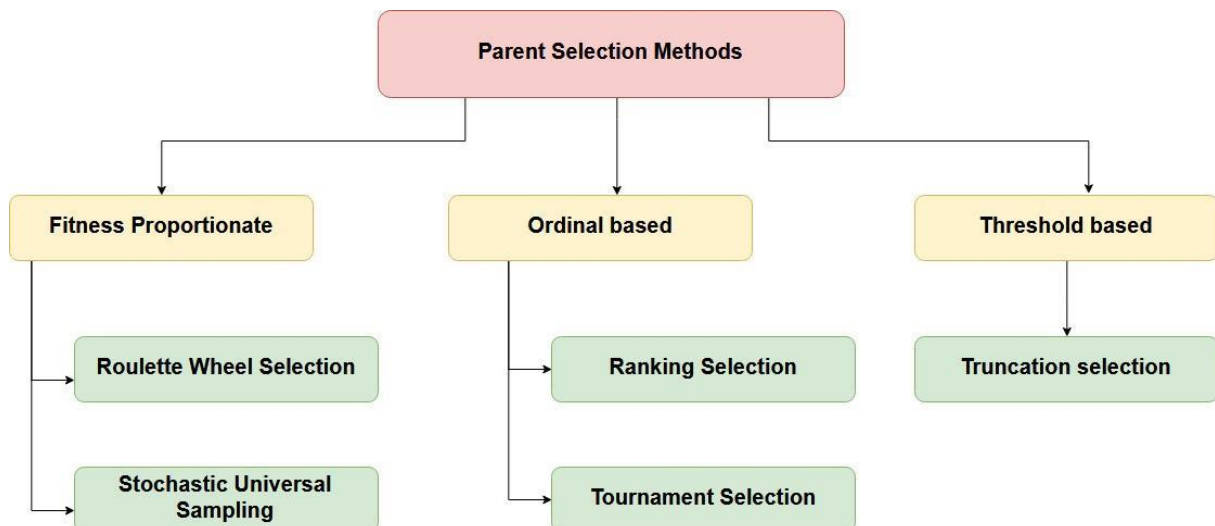 Parent Selection Methods
Fitness Proportionate
Ordinal based
Threshold based
Roulette Wheel Selection
Ranking Selection
Truncation selection
Stochastic Universal
Sampling
Tournament Selection